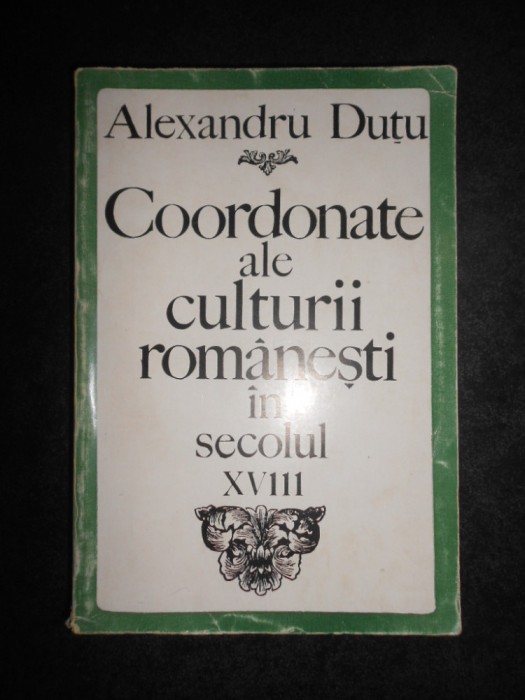 Alexandru Duțu
Coordonate
ale
culturii
românești
în
secolul
XVIII